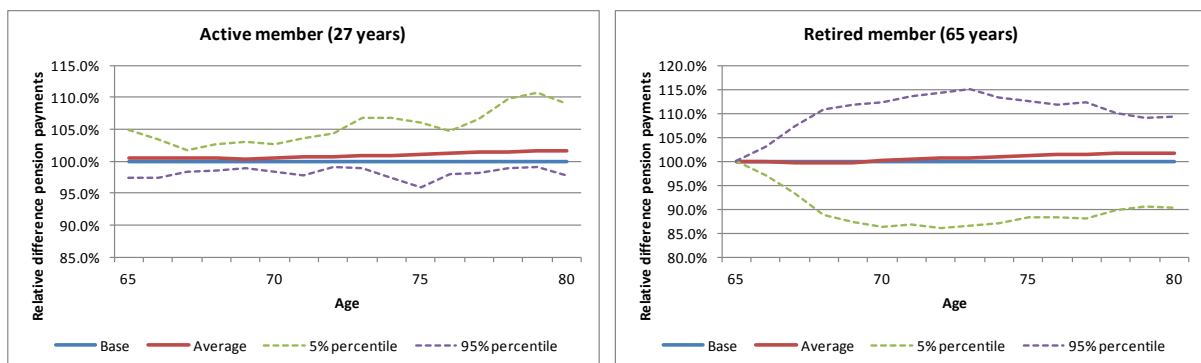 Active member (27 years)
Relative difference pension payments
115.0%
110.0%
105.0%
100.0%
95.0%
90.0%
85.0%
65 70 75 80
Age
Base Average 5% percentile 95% percentile
Retired member (65 years)
Relative difference pension payments
120.0%
115.0%
110.0%
105.0%
100.0%
95.0%
90.0%
85.0%
80.0%
65 70 75 80
Age
Base Average 5% percentile 95% percentile